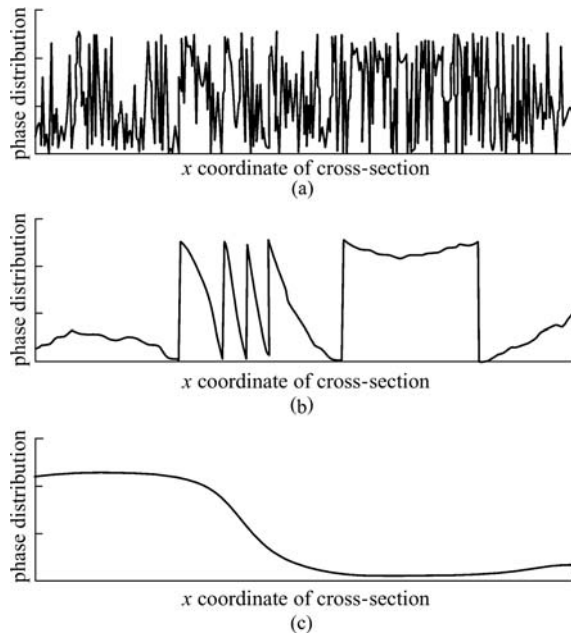 phase distribution
x coordinate of cross-section
(a)
phase distribution
x coordinate of cross-section
(b)
phase distribution
x coordinate of cross-section
(c)